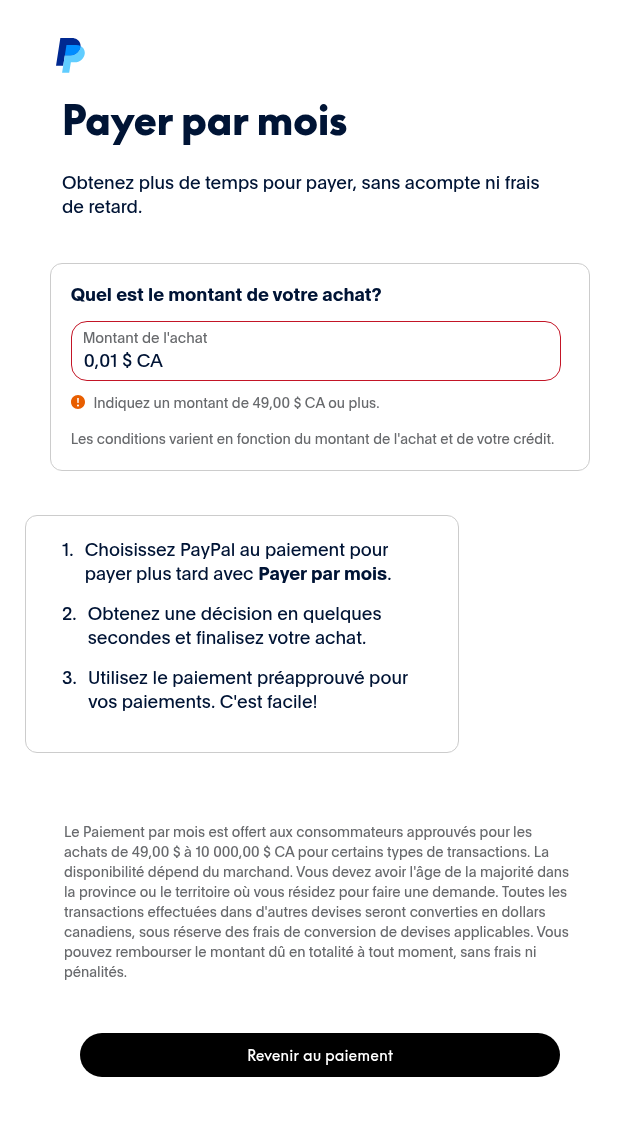 Payer par mois
Obtenez plus de temps pour payer, sans acompte ni frais
de retard.
Quel est le montant de votre achat?
Montant de l'achat
0,01 $ CA
Indiquez un montant de 49,00 $ CA ou plus.
Les conditions varient en fonction du montant de l'achat et de votre crédit.
1. Choisissez PayPal au paiement pour
payer plus tard avec Payer par mois.
2. Obtenez une décision en quelques
secondes et finalisez votre achat.
3. Utilisez le paiement préapprouvé pour
vos paiements. C'est facile!
Le Paiement par mois est offert aux consommateurs approuvés pour les
achats de 49,00 $ à 10 000,00 $ CA pour certains types de transactions. La
disponibilité dépend du marchand. Vous devez avoir l'âge de la majorité dans
la province ou le territoire où vous résidez pour faire une demande. Toutes les
transactions effectuées dans d'autres devises seront converties en dollars
canadiens, sous réserve des frais de conversion de devises applicables. Vous
pouvez rembourser le montant dû en totalité à tout moment, sans frais ni
pénalités.
Revenir au paiement